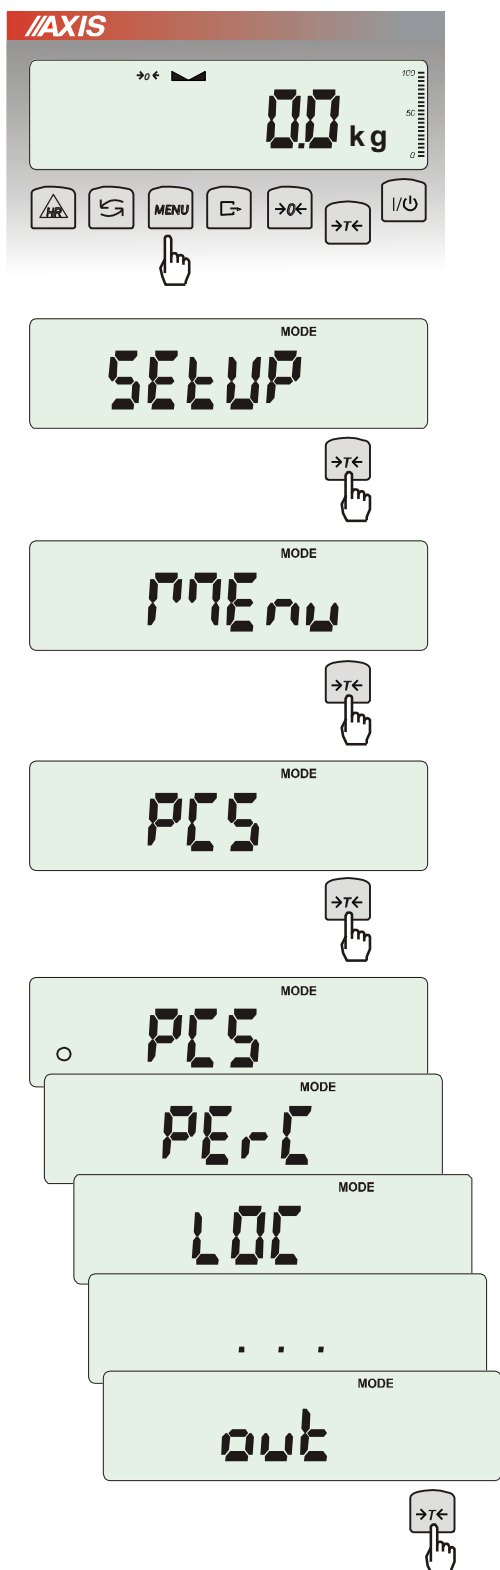 AXIS
→0← 100
0.0 kg 50
0
HR MENU →0← →T← I/⏻
MODE
SEtUP
→T←
MODE
MEnu
→T←
MODE
PCS
→T←
MODE
PCS
MODE
PErC
MODE
LOC
. . .
MODE
out
→T←